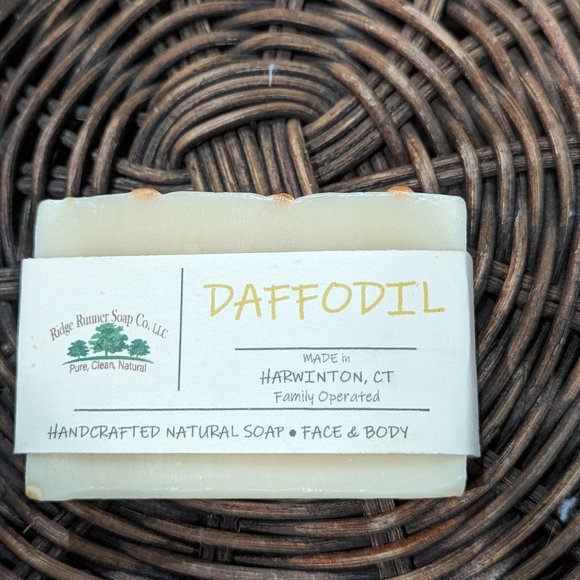 Ridge Runner Soap Co. LLC
Pure, Clean, Natural
DAFFODIL
MADE in
HARWINTON, CT
Family Operated
HANDCRAFTED NATURAL SOAP • FACE & BODY